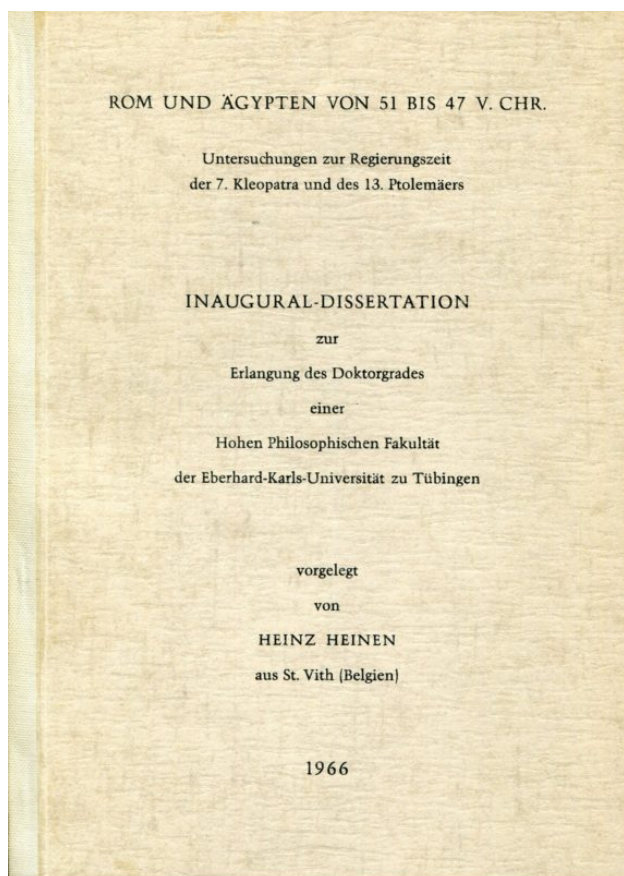 ROM UND ÄGYPTEN VON 51 BIS 47 V. CHR.
Untersuchungen zur Regierungszeit
der 7. Kleopatra und des 13. Ptolemäers
INAUGURAL-DISSERTATION
zur
Erlangung des Doktorgrades
einer
Hohen Philosophischen Fakultät
der Eberhard-Karls-Universität zu Tübingen
vorgelegt
von
HEINZ HEINEN
aus St. Vith (Belgien)
1966